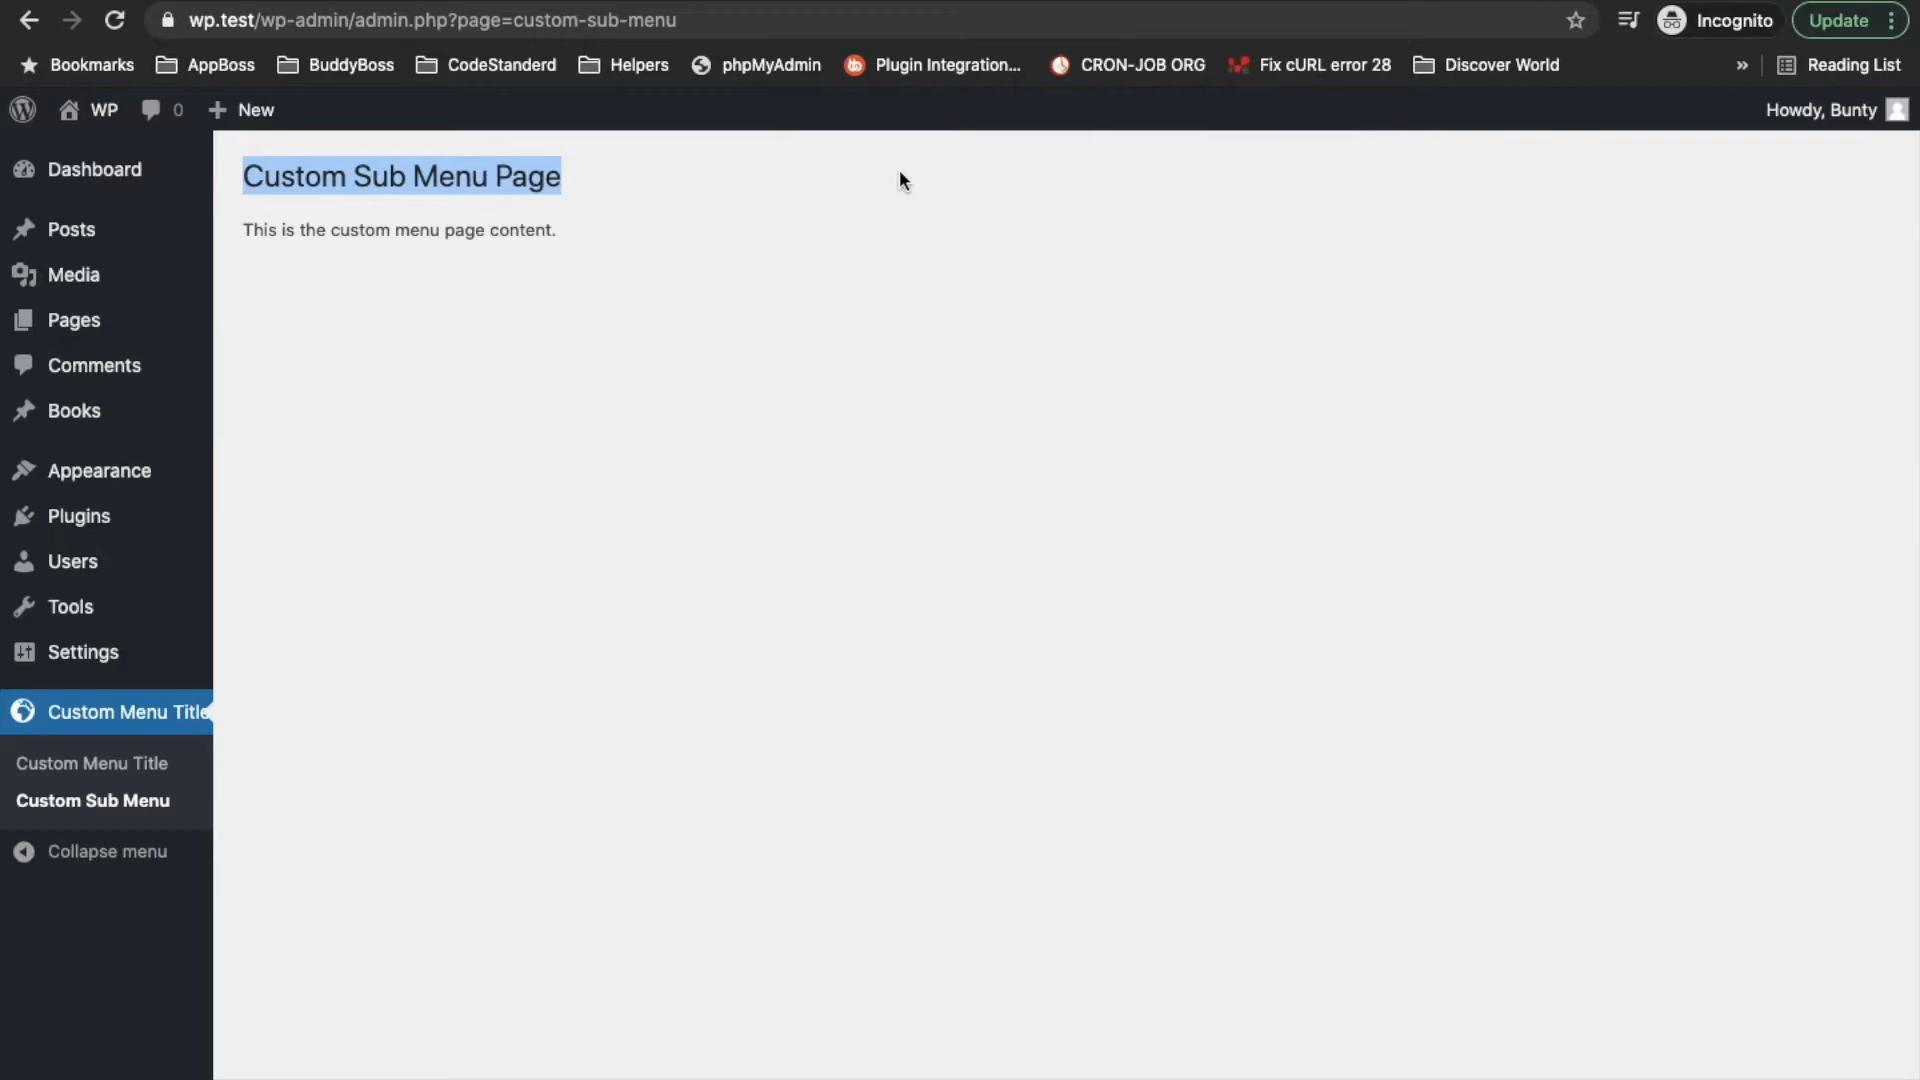 wp.test/wp-admin/admin.php?page=custom-sub-menu
Incognito
Update
Bookmarks
AppBoss
BuddyBoss
CodeStanderd
Helpers
phpMyAdmin
Plugin Integration...
CRON-JOB ORG
Fix cURL error 28
Discover World
»
Reading List
WP
0
New
Howdy, Bunty
Dashboard
Posts
Media
Pages
Comments
Books
Appearance
Plugins
Users
Tools
Settings
Custom Menu Title
Custom Menu Title
Custom Sub Menu
Collapse menu
Custom Sub Menu Page
This is the custom menu page content.